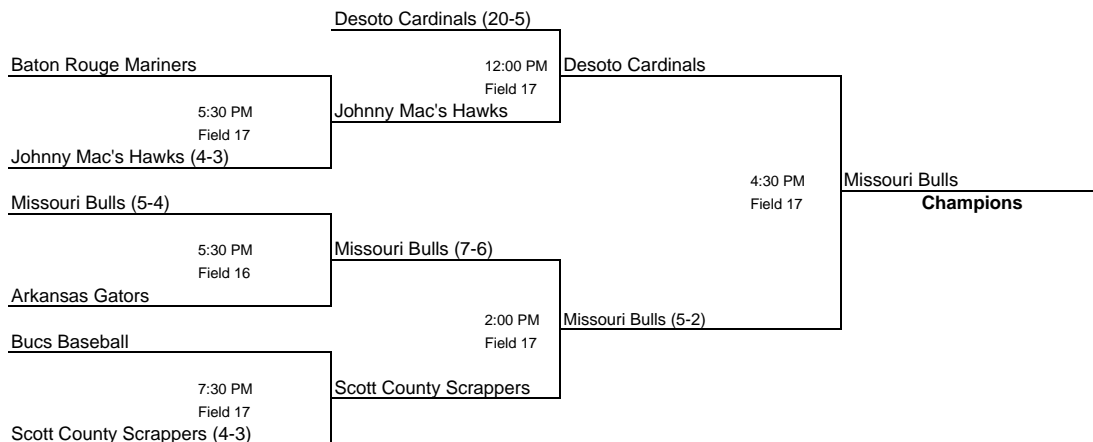 Desoto Cardinals (20-5)
Baton Rouge Mariners
12:00 PM
Desoto Cardinals
Field 17
5:30 PM
Johnny Mac's Hawks
Field 17
Johnny Mac's Hawks (4-3)
4:30 PM
Missouri Bulls
Missouri Bulls (5-4)
Field 17
Champions
5:30 PM
Missouri Bulls (7-6)
Field 16
Arkansas Gators
2:00 PM
Missouri Bulls (5-2)
Bucs Baseball
Field 17
7:30 PM
Scott County Scrappers
Field 17
Scott County Scrappers (4-3)